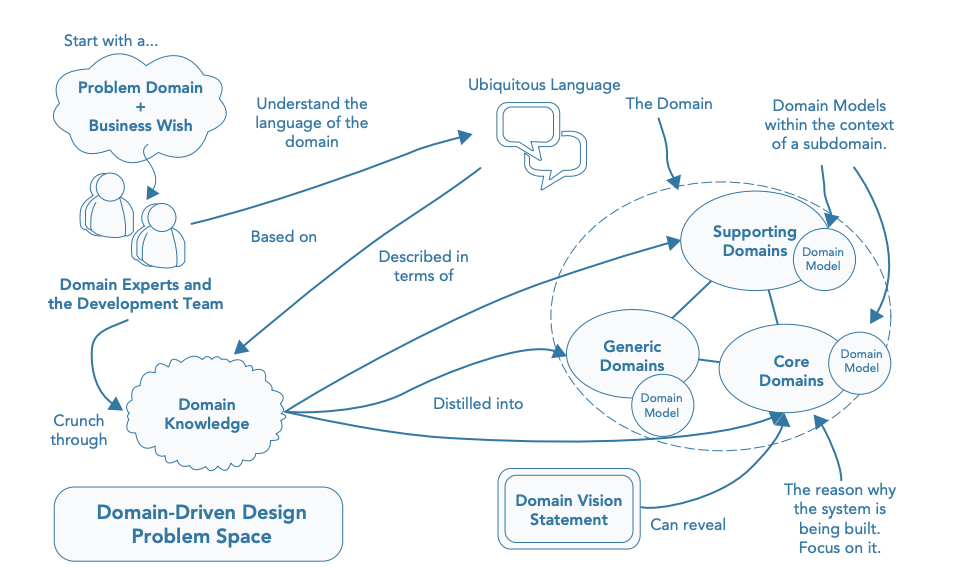 Start with a...
Problem Domain
+
Business Wish
Understand the
language of the
domain
Ubiquitous Language
The Domain
Domain Models
within the context
of a subdomain.
Based on
Described in
terms of
Supporting
Domains
Domain
Model
Domain Experts and
the Development Team
Generic
Domains
Domain
Model
Core
Domains
Domain
Model
Crunch
through
Domain
Knowledge
Distilled into
Domain-Driven Design
Problem Space
Domain Vision
Statement
Can reveal
The reason why
the system is
being built.
Focus on it.